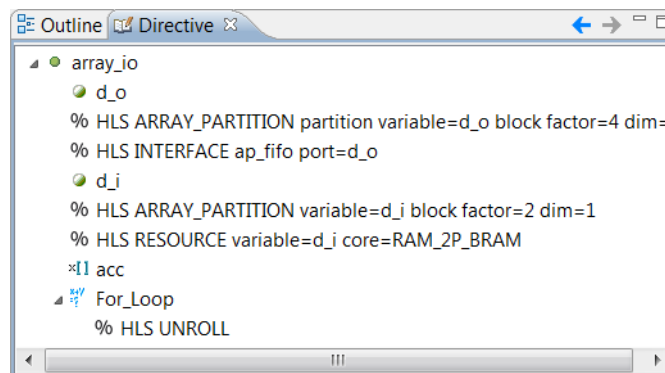 Outline Directive
array_io
d_o
% HLS ARRAY_PARTITION partition variable=d_o block factor=4 dim=
% HLS INTERFACE ap_fifo port=d_o
d_i
% HLS ARRAY_PARTITION variable=d_i block factor=2 dim=1
% HLS RESOURCE variable=d_i core=RAM_2P_BRAM
x[] acc
For_Loop
% HLS UNROLL